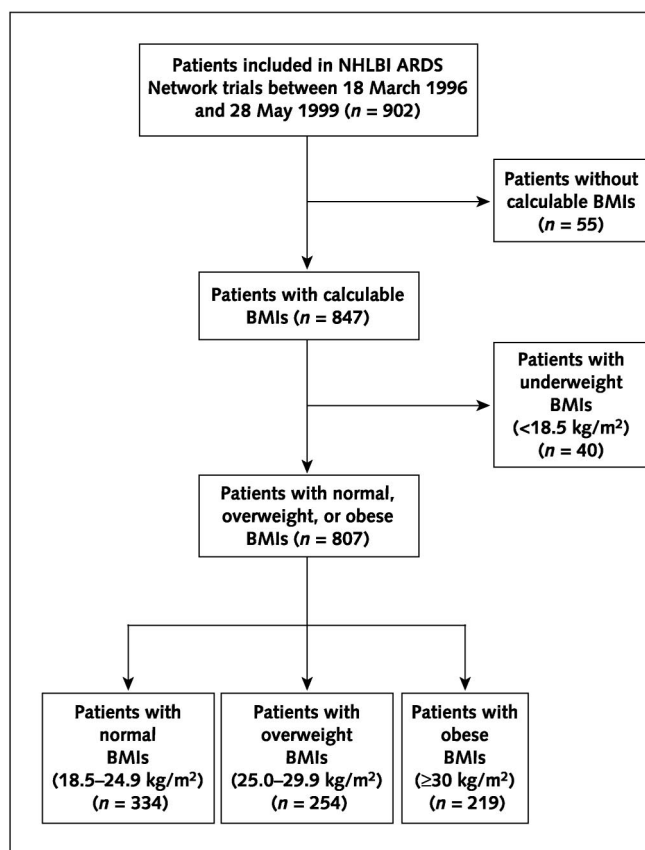 Patients included in NHLBI ARDS
Network trials between 18 March 1996
and 28 May 1999 (n = 902)
Patients without
calculable BMIs
(n = 55)
Patients with calculable
BMIs (n = 847)
Patients with
underweight
BMIs
(<18.5 kg/m²)
(n = 40)
Patients with normal,
overweight, or obese
BMIs (n = 807)
Patients with
normal
BMIs
(18.5–24.9 kg/m²)
(n = 334)
Patients with
overweight
BMIs
(25.0–29.9 kg/m²)
(n = 254)
Patients with
obese
BMIs
(≥30 kg/m²)
(n = 219)